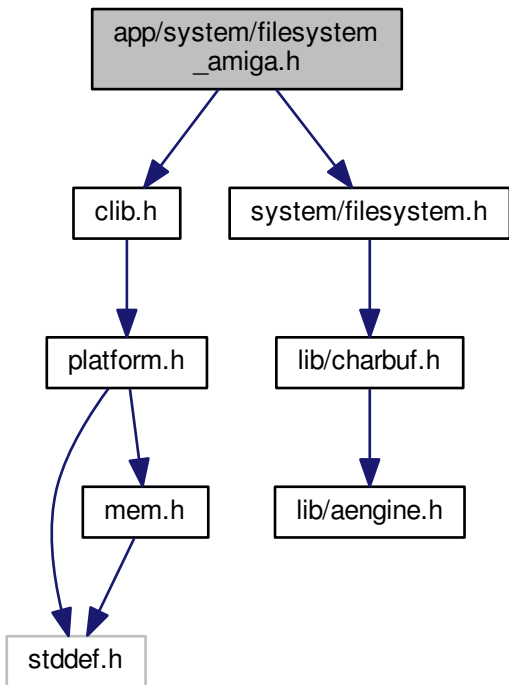 app/system/filesystem
_amiga.h
clib.h
system/filesystem.h
platform.h
lib/charbuf.h
mem.h
lib/aengine.h
stddef.h